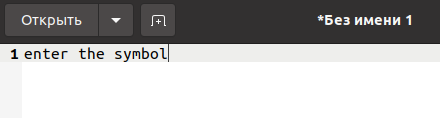 Открыть
*Без имени 1
1 enter the symbol